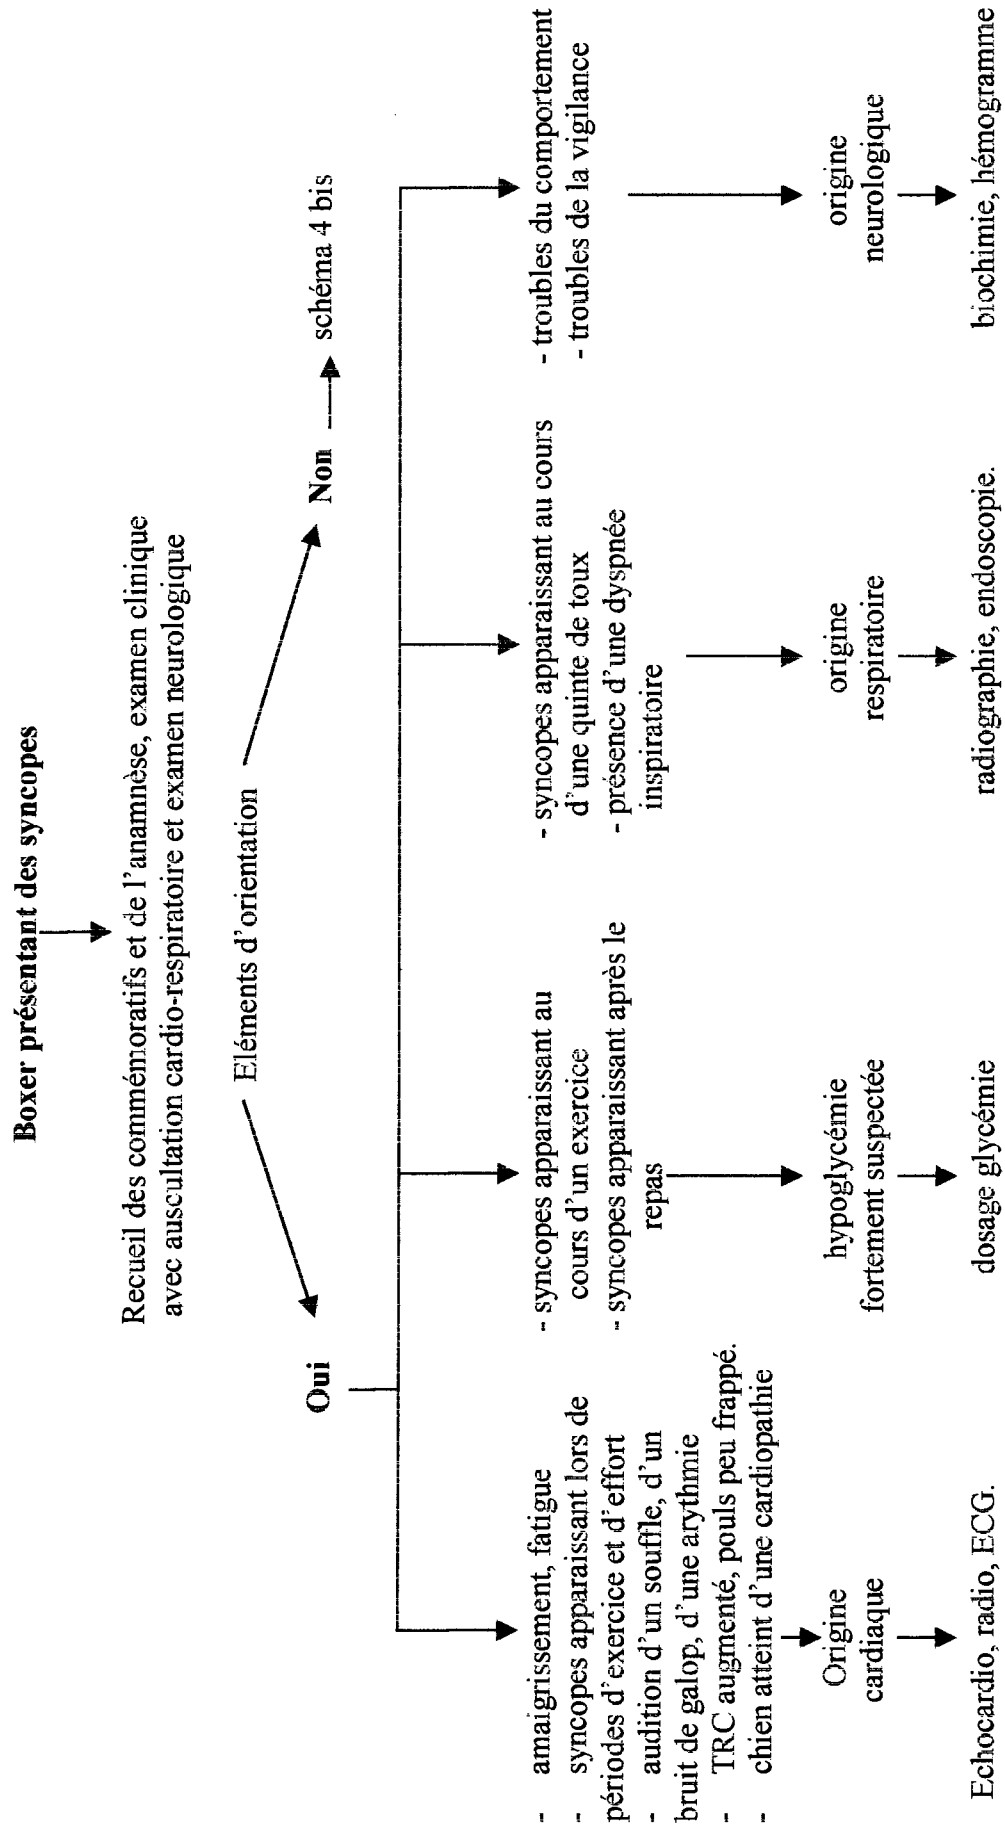 Boxer présentant des syncopes
Recueil des commémoratifs et de l'anamnèse, examen clinique
avec auscultation cardio-respiratoire et examen neurologique
Eléments d'orientation
Oui
Non
schéma 4 bis
- amaigrissement, fatigue
- syncopes apparaissant lors de
périodes d'exercice et d'effort
- audition d'un souffle, d'un
bruit de galop, d'une arythmie
- TRC augmenté, pouls peu frappé.
- chien atteint d'une cardiopathie
Origine
cardiaque
Echocardio, radio, ECG.
- syncopes apparaissant au
cours d'un exercice
- syncopes apparaissant après le
repas
hypoglycémie
fortement suspectée
dosage glycémie
- syncopes apparaissant au cours
d'une quinte de toux
- présence d'une dyspnée
inspiratoire
origine
respiratoire
radiographie, endoscopie.
- troubles du comportement
- troubles de la vigilance
origine
neurologique
biochimie, hémogramme